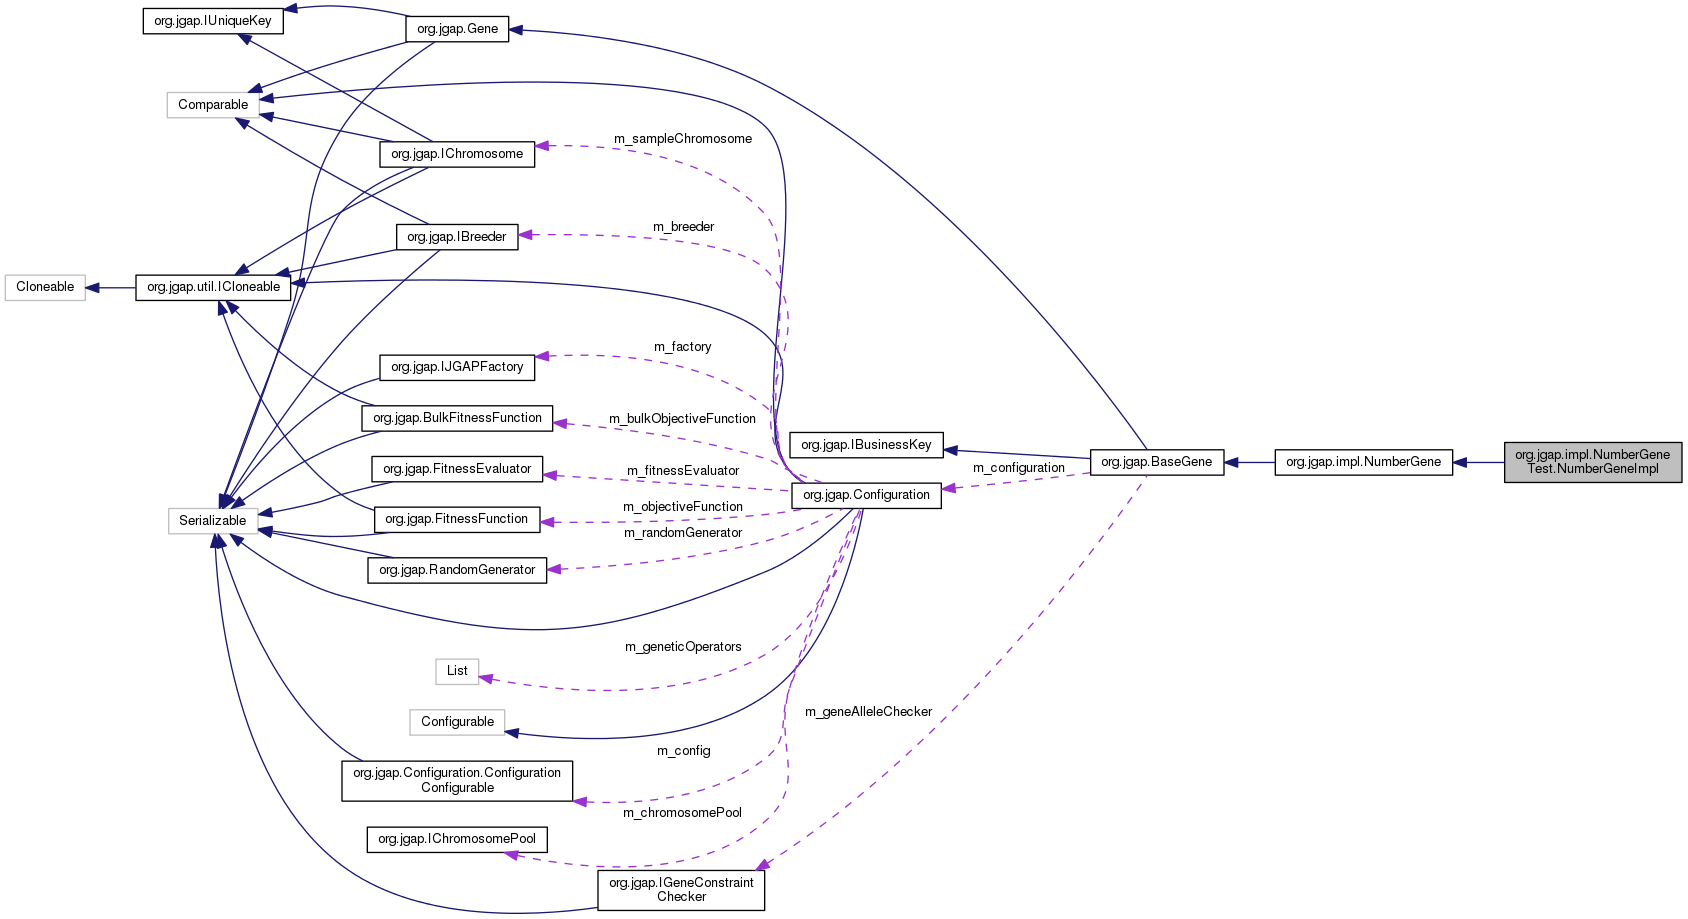 org.jgap.IUniqueKey
org.jgap.Gene
Comparable
m_sampleChromosome
org.jgap.IChromosome
m_breeder
org.jgap.IBreeder
Cloneable
org.jgap.util.ICloneable
m_factory
org.jgap.IJGAPFactory
m_bulkObjectiveFunction
org.jgap.BulkFitnessFunction
org.jgap.IBusinessKey
org.jgap.impl.NumberGene
Test.NumberGeneImpl
org.jgap.impl.NumberGene
org.jgap.BaseGene
m_configuration
m_fitnessEvaluator
org.jgap.FitnessEvaluator
org.jgap.Configuration
m_objectiveFunction
org.jgap.FitnessFunction
Serializable
m_randomGenerator
org.jgap.RandomGenerator
m_geneticOperators
List
m_geneAlleleChecker
Configurable
m_config
org.jgap.Configuration.Configuration
Configurable
m_chromosomePool
org.jgap.IChromosomePool
org.jgap.IGeneConstraint
Checker